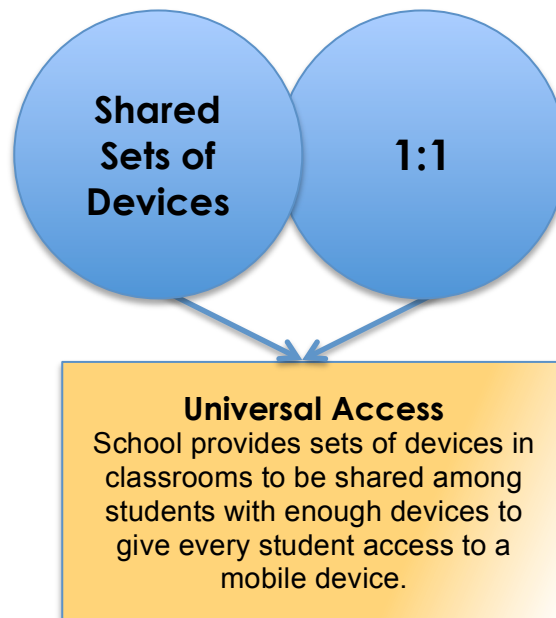 Shared
Sets of
Devices
1:1
Universal Access
School provides sets of devices in
classrooms to be shared among
students with enough devices to
give every student access to a
mobile device.